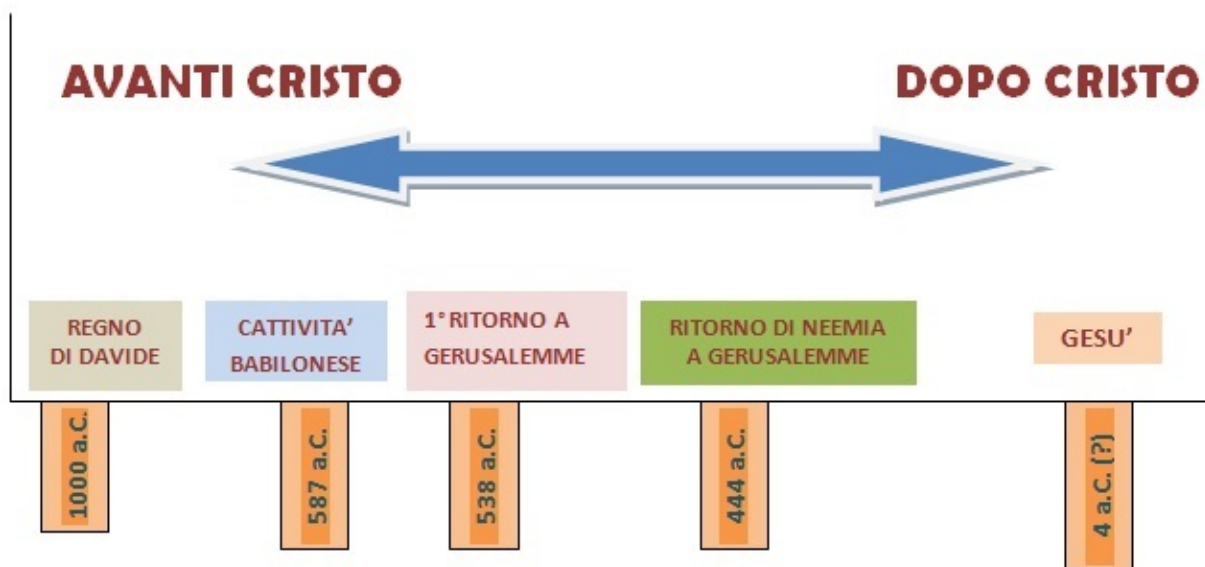 AVANTI CRISTO
DOPO CRISTO
REGNO
DI DAVIDE
CATTIVITA’
BABILONESE
1° RITORNO A
GERUSALEMME
RITORNO DI NEEMIA
A GERUSALEMME
GESU’
1000 a.C.
587 a.C.
538 a.C.
444 a.C.
4 a.C. (?)